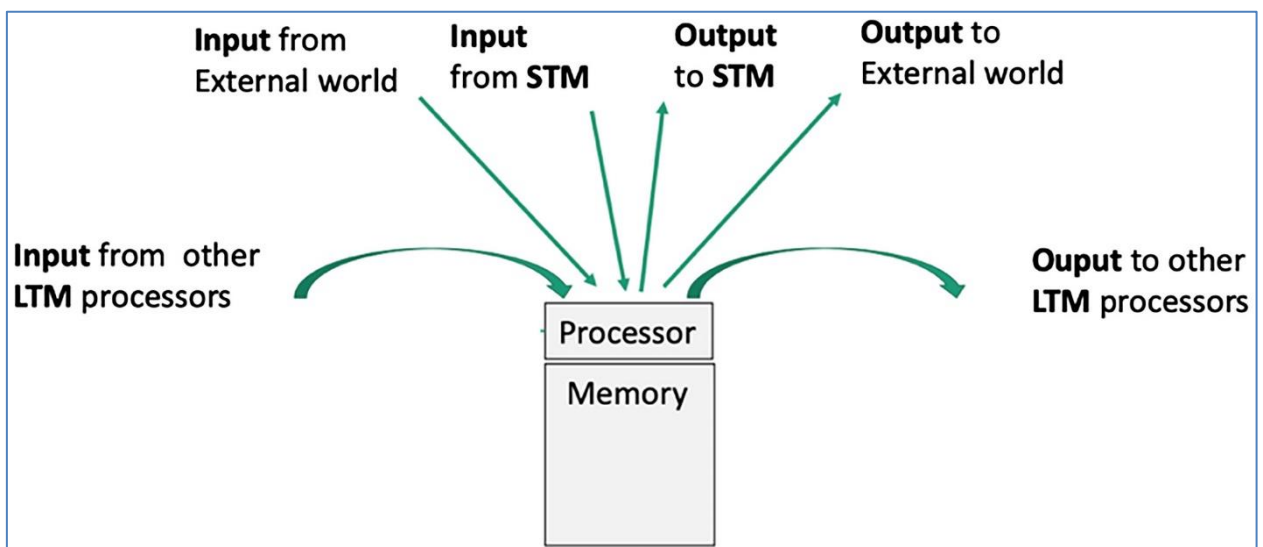 Input from
External world
Input
from STM
Output
to STM
Output to
External world
Input from other
LTM processors
Ouput to other
LTM processors
Processor
Memory